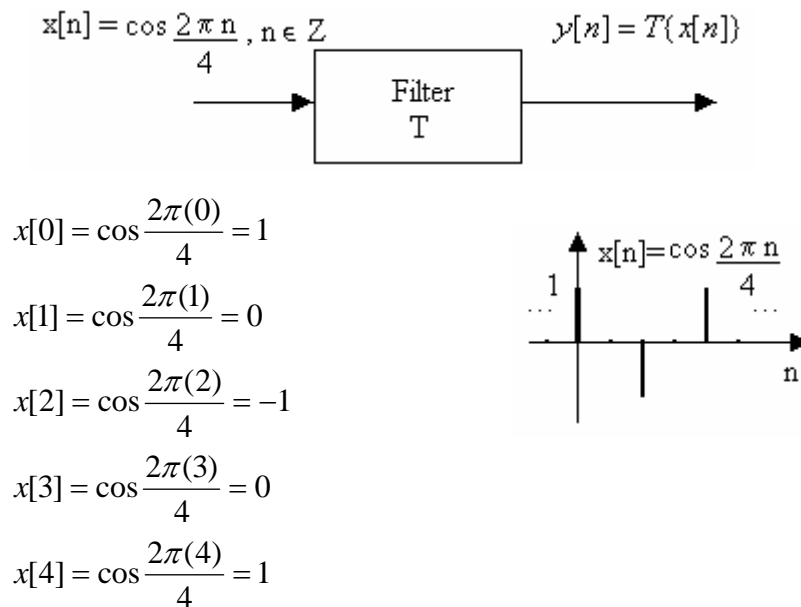 x[n] = cos 2πn/4 , n ∈ Z
y[n] = T{x[n]}
Filter
T
x[0] = cos 2π(0)/4 = 1
x[1] = cos 2π(1)/4 = 0
x[2] = cos 2π(2)/4 = −1
x[3] = cos 2π(3)/4 = 0
x[4] = cos 2π(4)/4 = 1
x[n]=cos 2πn/4
1
... ...
n